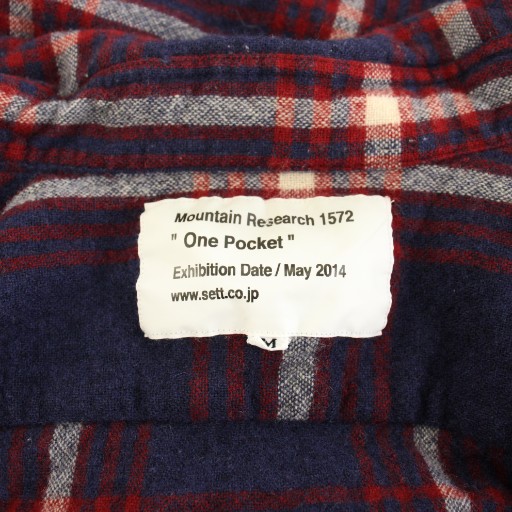 Mountain Research 1572
" One Pocket "
Exhibition Date / May 2014
www.sett.co.jp
M